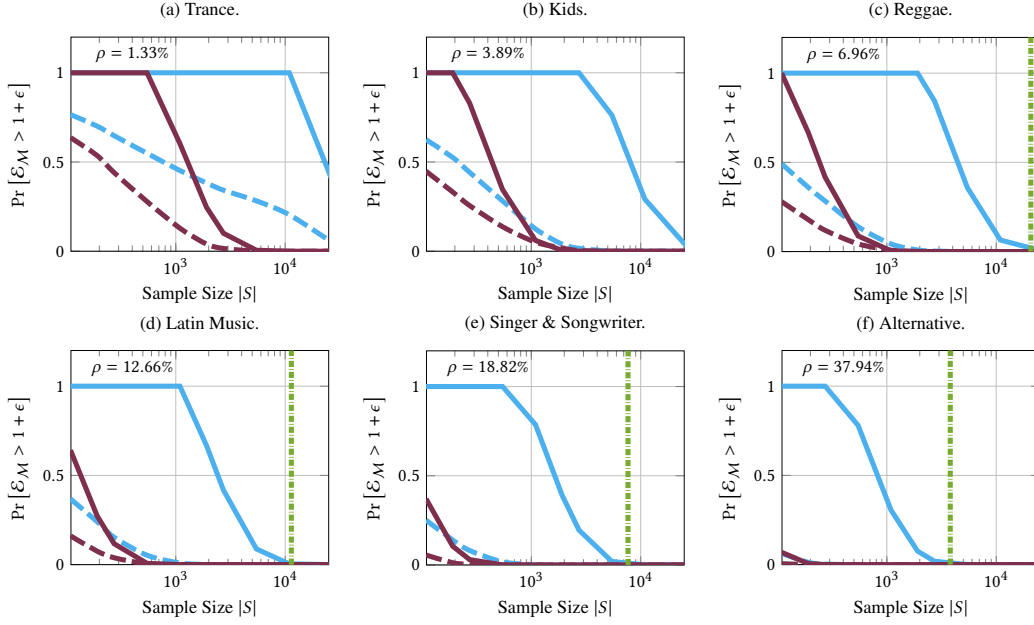 (a) Trance.
ρ = 1.33%
1
0.5
0
10³
10⁴
Pr [ℰ_ℳ > 1 + ϵ]
Sample Size |S|
(b) Kids.
ρ = 3.89%
1
0.5
0
10³
10⁴
Pr [ℰ_ℳ > 1 + ϵ]
Sample Size |S|
(c) Reggae.
ρ = 6.96%
1
0.5
0
10³
10⁴
Pr [ℰ_ℳ > 1 + ϵ]
Sample Size |S|
(d) Latin Music.
ρ = 12.66%
1
0.5
0
10³
10⁴
Pr [ℰ_ℳ > 1 + ϵ]
Sample Size |S|
(e) Singer & Songwriter.
ρ = 18.82%
1
0.5
0
10³
10⁴
Pr [ℰ_ℳ > 1 + ϵ]
Sample Size |S|
(f) Alternative.
ρ = 37.94%
1
0.5
0
10³
10⁴
Pr [ℰ_ℳ > 1 + ϵ]
Sample Size |S|